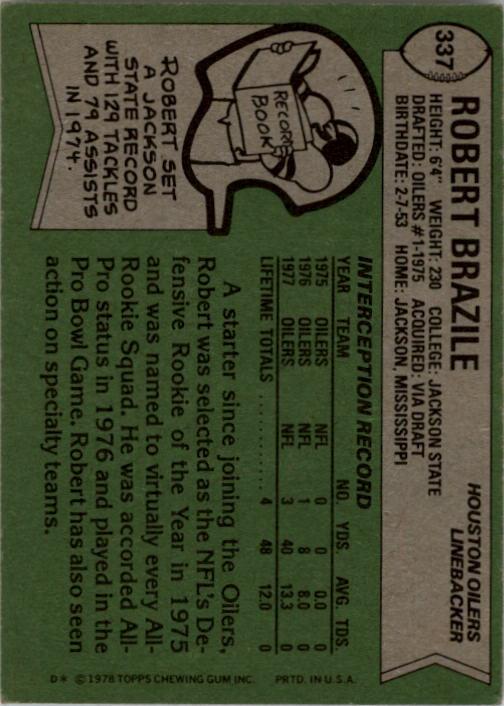 337
ROBERT BRAZILE
HOUSTON OILERS
LINEBACKER
HEIGHT: 6'4" WEIGHT: 230 COLLEGE: JACKSON STATE
DRAFTED: OILERS #1-1975 ACQUIRED: VIA DRAFT
BIRTHDATE: 2-7-53 HOME: JACKSON, MISSISSIPPI
RECORD
BOOK
ROBERT SET
A JACKSON
STATE RECORD
WITH 129 TACKLES
AND 79 ASSISTS
IN 1974.
INTERCEPTION RECORD
YEAR TEAM NO. YDS. AVG. TDS.
1975 OILERS NFL 0 0 0.0 0
1976 OILERS NFL 1 8 8.0 0
1977 OILERS NFL 3 40 13.3 0
LIFETIME TOTALS .......... 4 48 12.0 0
A starter since joining the Oilers,
Robert was selected as the NFL's De-
fensive Rookie of the Year in 1975
and was named to virtually every All-
Rookie Squad. He was accorded All-
Pro status in 1976 and played in the
Pro Bowl Game. Robert has also seen
action on specialty teams.
D* © 1978 TOPPS CHEWING GUM INC. PRTD. IN U.S.A.